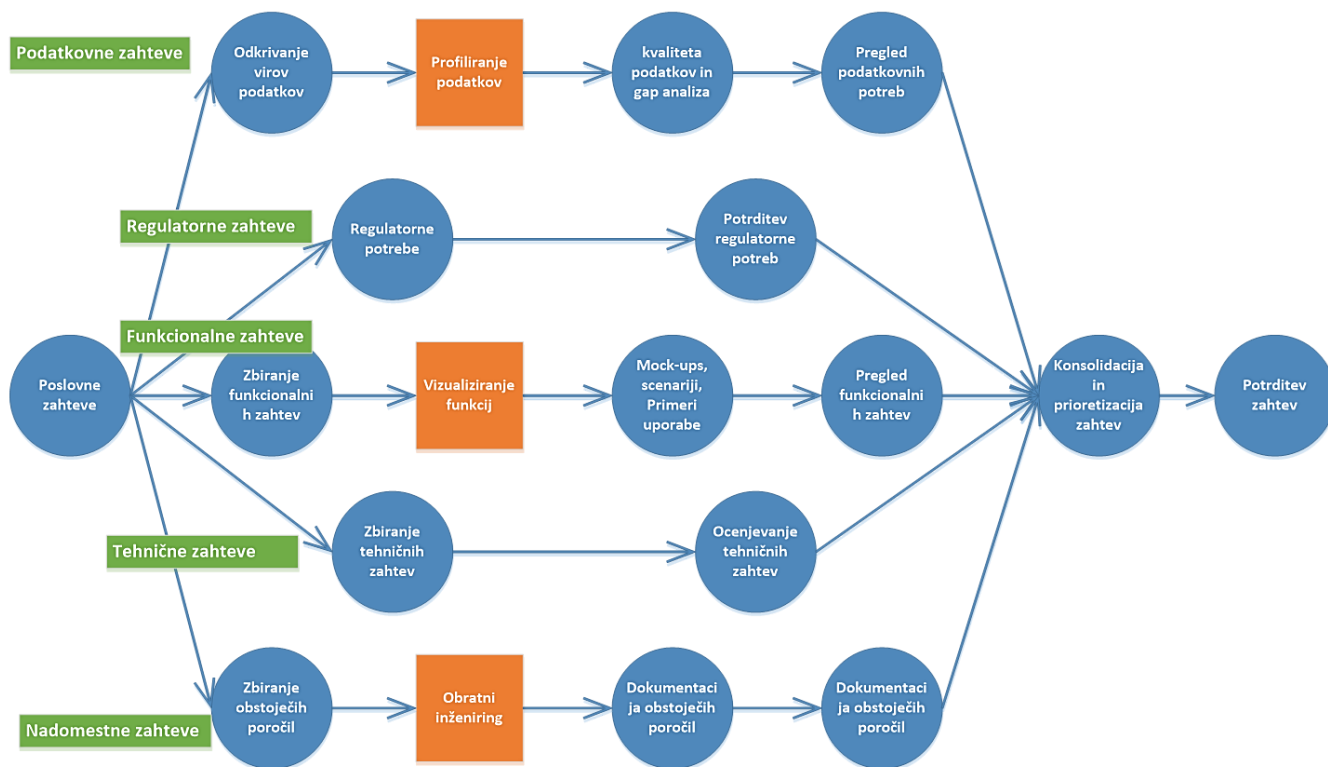 Podatkovne zahteve
Odkrivanje
virov
podatkov
Profiliranje
podatkov
kvaliteta
podatkov in
gap analiza
Pregled
podatkovnih
potreb
Regulatorne zahteve
Regulatorne
potrebe
Potrditev
regulatorne
potreb
Funkcionalne zahteve
Poslovne
zahteve
Zbiranje
funkcionalni
h zahtev
Vizualiziranje
funkcij
Mock-ups,
scenariji,
Primeri
uporabe
Pregled
funkcionalni
h zahtev
Konsolidacija
in
prioretizacija
zahtev
Potrditev
zahtev
Tehnične zahteve
Zbiranje
tehničnih
zahtev
Ocenjevanje
tehničnih
zahtev
Nadomestne zahteve
Zbiranje
obstoječih
poročil
Obratni
inženiring
Dokumentaci
ja obstoječih
poročil
Dokumentaci
ja obstoječih
poročil